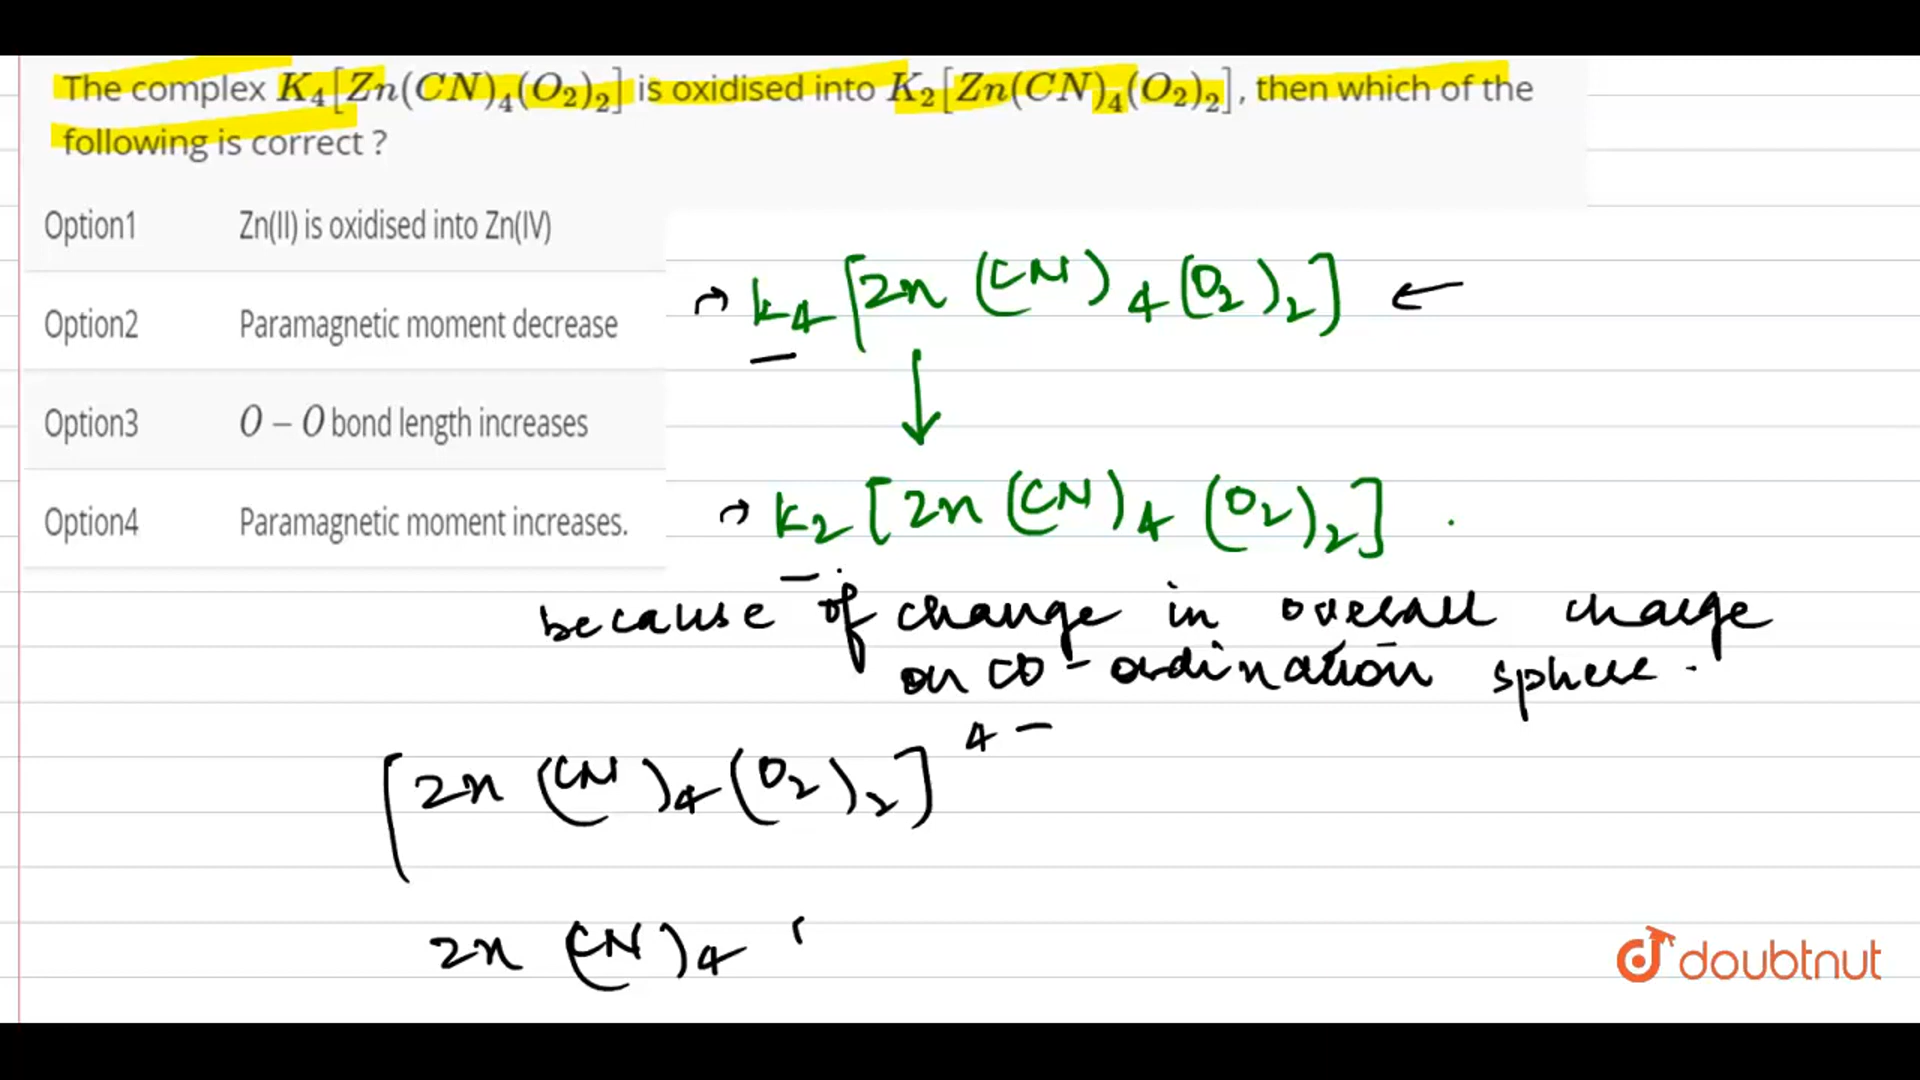 The complex K₄[Zn(CN)₄(O₂)₂] is oxidised into K₂[Zn(CN)₄(O₂)₂], then which of the
following is correct ?
Option1 Zn(II) is oxidised into Zn(IV)
Option2 Paramagnetic moment decrease
Option3 O – O bond length increases
Option4 Paramagnetic moment increases.
→ K₄[Zn(CN)₄(O₂)₂] ←
↓
→ K₂[Zn(CN)₄(O₂)₂].
because of change in overall charge
on co-ordination sphere.
[Zn(CN)₄(O₂)₂]⁴⁻
Zn(CN)₄ (
doubtnut